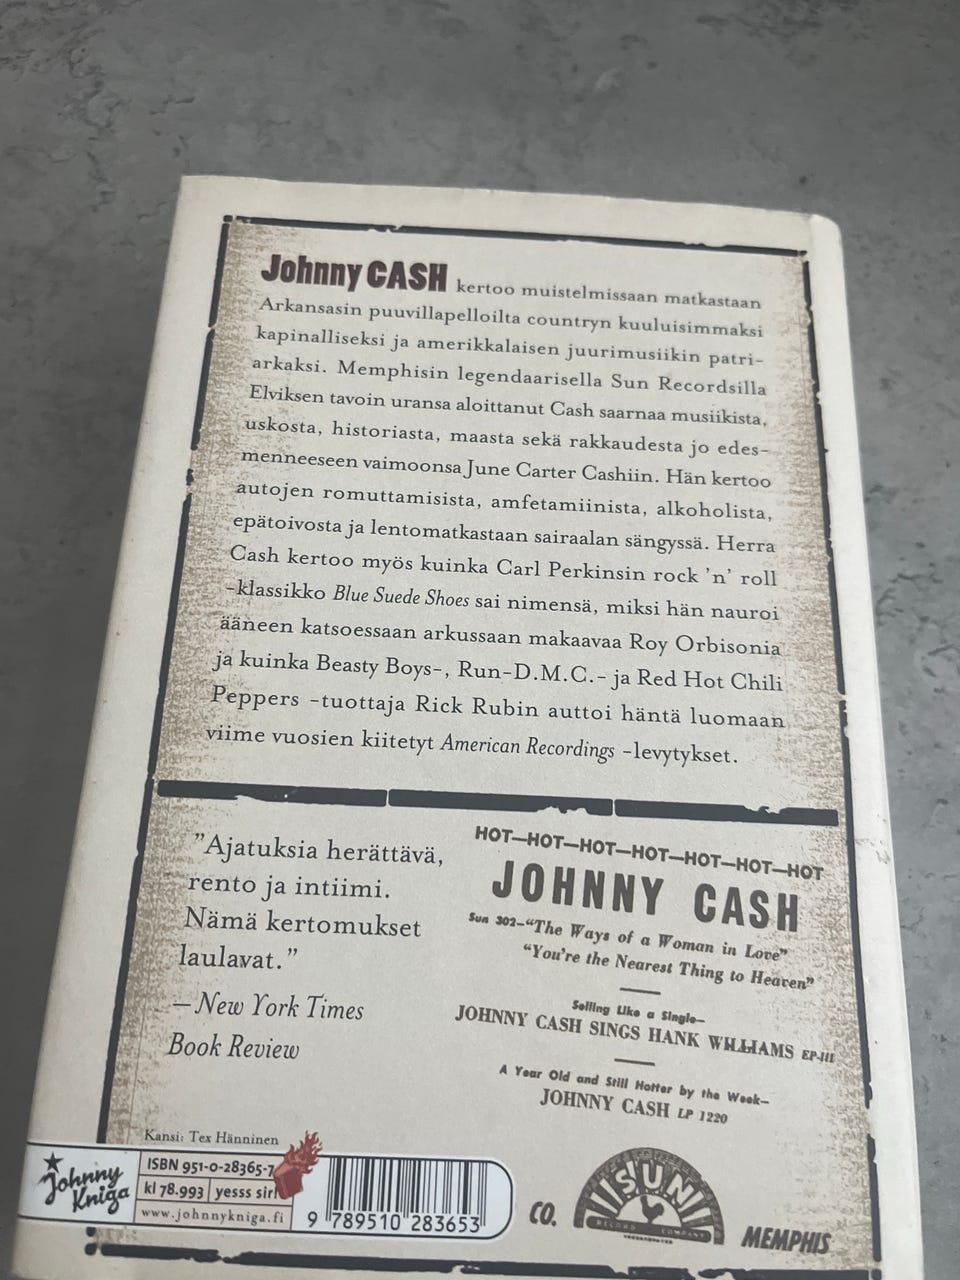 Johnny CASH kertoo muistelmissaan matkastaan
Arkansasin puuvillapelloilta countryn kuuluisimmaksi
kapinalliseksi ja amerikkalaisen juurimusiikin patri-
arkaksi. Memphisin legendaarisella Sun Recordsilla
Elviksen tavoin uransa aloittanut Cash saarnaa musiikista,
uskosta, historiasta, maasta sekä rakkaudesta jo edes-
menneeseen vaimoonsa June Carter Cashiin. Hän kertoo
autojen romuttamisista, amfetamiinista, alkoholista,
epätoivosta ja lentomatkastaan sairaalan sängyssä. Herra
Cash kertoo myös kuinka Carl Perkinsin rock 'n' roll
-klassikko Blue Suede Shoes sai nimensä, miksi hän nauroi
ääneen katsoessaan arkussaan makaavaa Roy Orbisonia
ja kuinka Beasty Boys-, Run-D.M.C.- ja Red Hot Chili
Peppers -tuottaja Rick Rubin auttoi häntä luomaan
viime vuosien kiitetyt American Recordings -levytykset.
"Ajatuksia herättävä,
rento ja intiimi.
Nämä kertomukset
laulavat."
—New York Times
Book Review
HOT—HOT—HOT—HOT—HOT—HOT—HOT
JOHNNY CASH
Sun 302—"The Ways of a Woman in Love"
"You're the Nearest Thing to Heaven"
Selling Like a Single—
JOHNNY CASH SINGS HANK WILLIAMS EP-111
A Year Old and Still Hotter by the Week—
JOHNNY CASH LP 1220
Kansi: Tex Hänninen
Johnny
Kniga
ISBN 951-0-28365-7
kl 78.993 yesss sir!
www.johnnykniga.fi
9 789510 283653
SUN
RECORD COMPANY
CO.
MEMPHIS